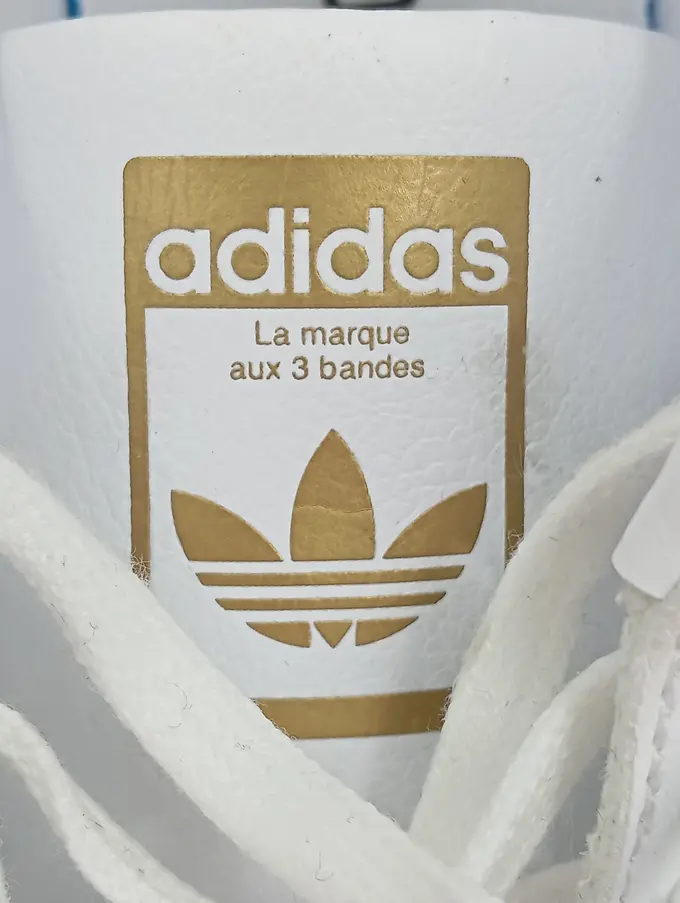 adidas
La marque
aux 3 bandes